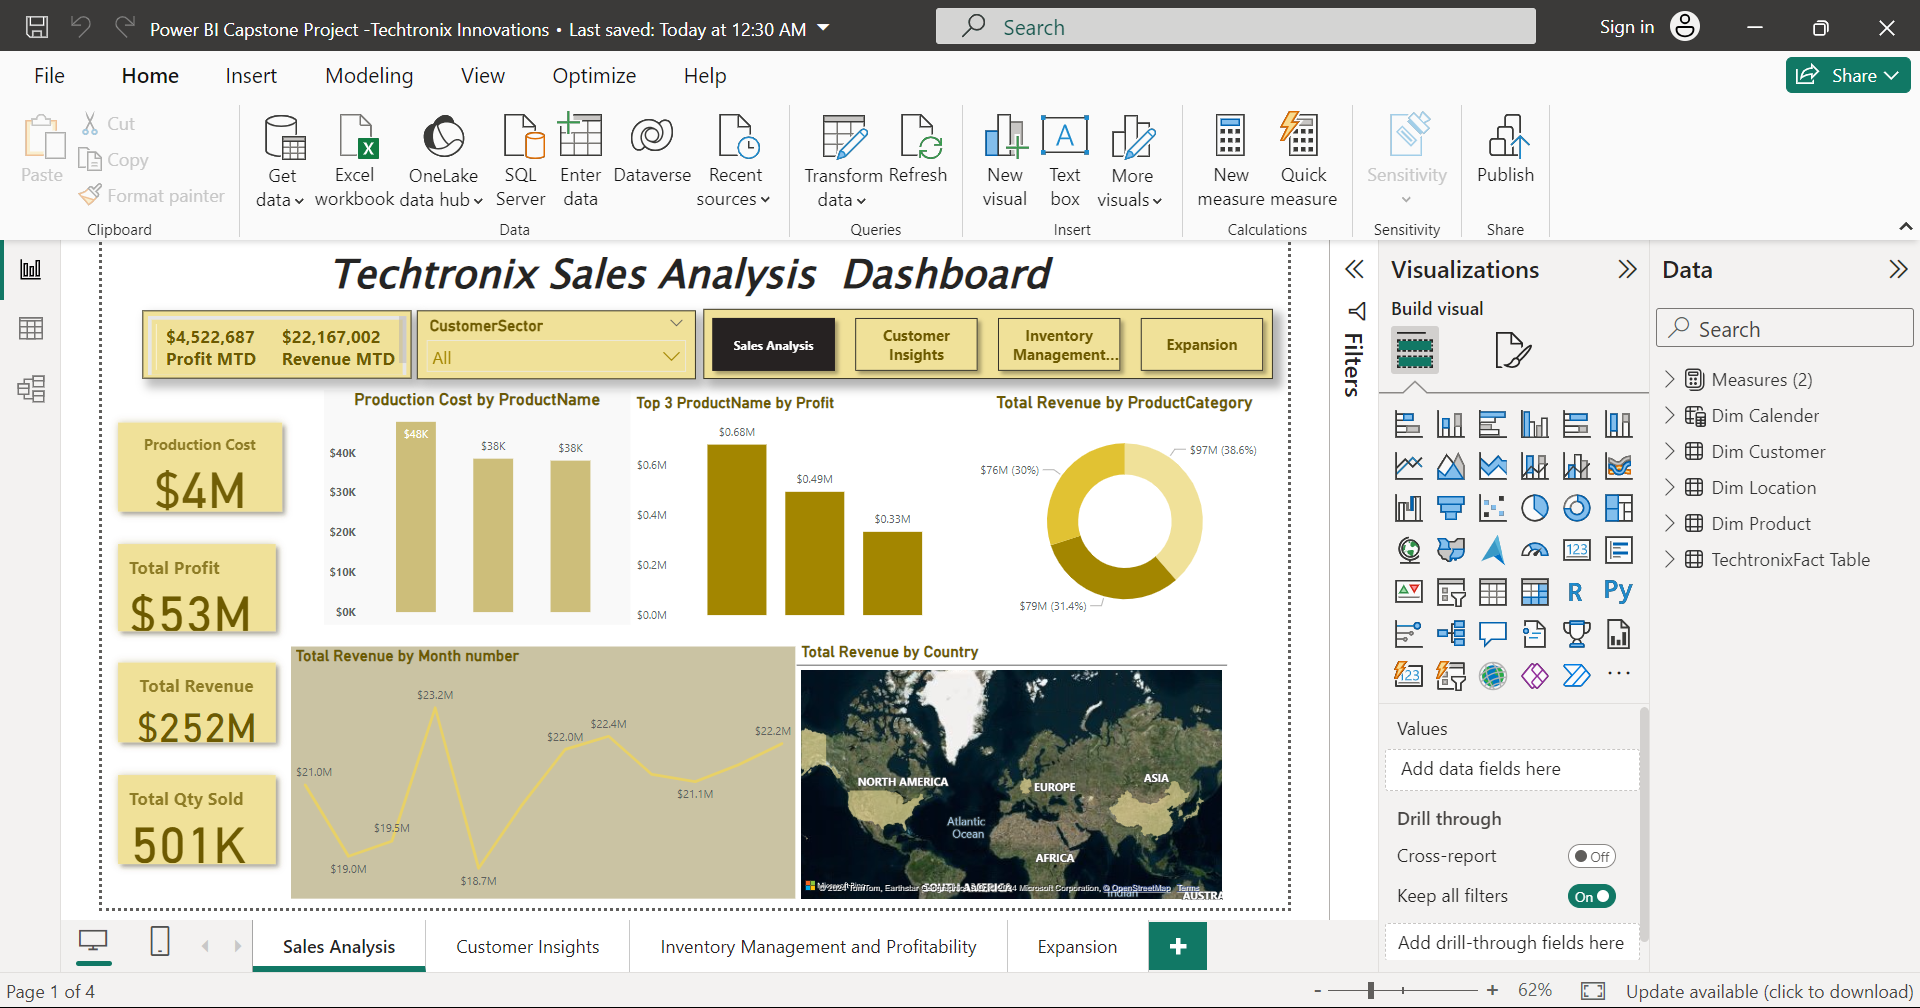 Power BI Capstone Project -Techtronix Innovations • Last saved: Today at 12:30 AM
Search
Sign in
File
Home
Insert
Modeling
View
Optimize
Help
Share
Paste
Cut
Copy
Format painter
Clipboard
Get data
Excel workbook
OneLake data hub
SQL Server
Enter data
Dataverse
Recent sources
Data
Transform data
Refresh
Queries
New visual
Text box
More visuals
Insert
New measure
Quick measure
Calculations
Sensitivity
Sensitivity
Publish
Share
Techtronix Sales Analysis Dashboard
$4,522,687
Profit MTD
$22,167,002
Revenue MTD
CustomerSector
All
Sales Analysis
Customer
Insights
Inventory
Management...
Expansion
Production Cost
$4M
Total Profit
$53M
Total Revenue
$252M
Total Qty Sold
501K
Production Cost by ProductName
$40K
$30K
$20K
$10K
$0K
$48K
$38K
$38K
Top 3 ProductName by Profit
$0.6M
$0.4M
$0.2M
$0.0M
$0.68M
$0.49M
$0.33M
Total Revenue by ProductCategory
$97M (38.6%)
$76M (30%)
$79M (31.4%)
Total Revenue by Month number
$21.0M
$19.0M
$19.5M
$23.2M
$18.7M
$22.0M
$22.4M
$21.1M
$22.2M
Total Revenue by Country
NORTH AMERICA
EUROPE
ASIA
Atlantic
Ocean
AFRICA
SOUTH AMERICA
Microsoft Corporation, © OpenStreetMap Terms
Filters
Visualizations
Build visual
123
R
Py
123
Values
Add data fields here
Drill through
Cross-report
Off
Keep all filters
On
Add drill-through fields here
Data
Search
Measures (2)
Dim Calender
Dim Customer
Dim Location
Dim Product
TechtronixFact Table
Sales Analysis
Customer Insights
Inventory Management and Profitability
Expansion
Page 1 of 4
- + 62%
Update available (click to download)